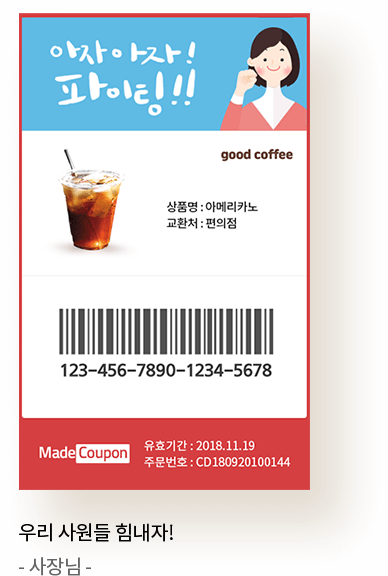 아자아자!
파이팅!!
good coffee
상품명 : 아메리카노
교환처 : 편의점
123-456-7890-1234-5678
MadeCoupon
유효기간 : 2018.11.19
주문번호 : CD180920100144
우리 사원들 힘내자!
- 사장님 -